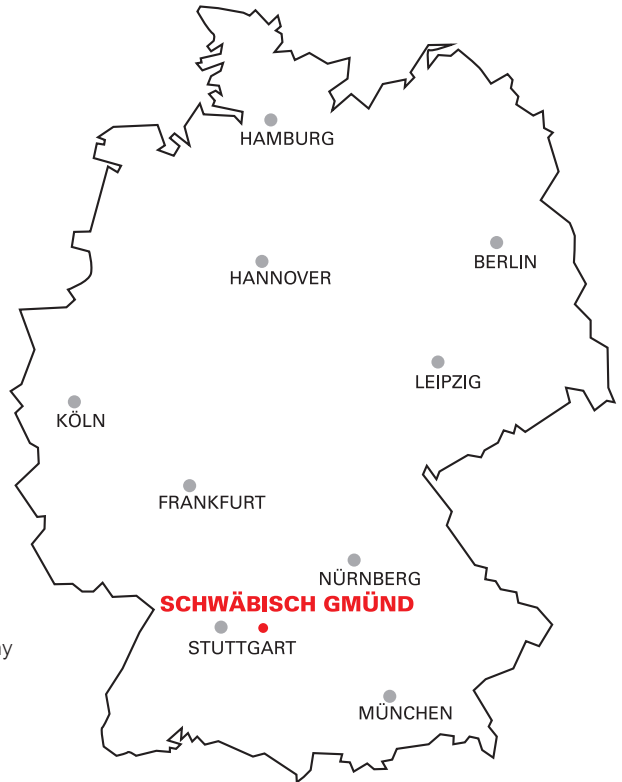 HAMBURG
BERLIN
HANNOVER
LEIPZIG
KÖLN
FRANKFURT
NÜRNBERG
SCHWÄBISCH GMÜND
STUTTGART
MÜNCHEN